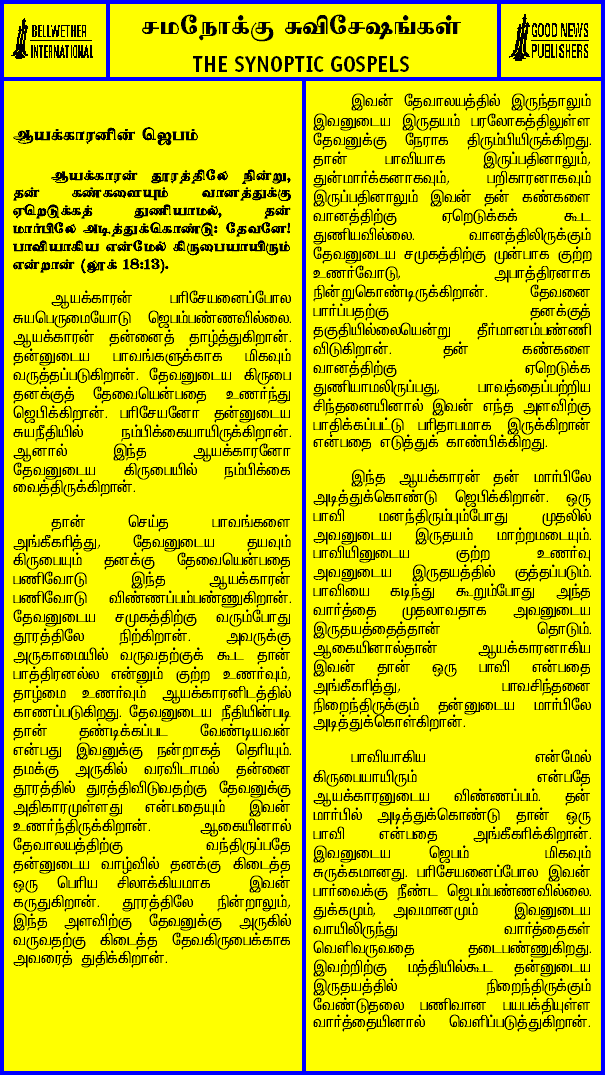 BELLWETHER
INTERNATIONAL
சமநோக்கு சுவிசேஷங்கள்
THE SYNOPTIC GOSPELS
GOOD NEWS
PUBLISHERS
ஆயக்காரனின் ஜெபம்
ஆயக்காரன் தூரத்திலே நின்று,
தன் கண்களையும் வானத்துக்கு
ஏறெடுக்கத் துணியாமல், தன்
மார்பிலே அடித்துக்கொண்டு: தேவனே!
பாவியாகிய என்மேல் கிருபையாயிரும்
என்றான் (லூக் 18:13).
ஆயக்காரன் பரிசேயனைப்போல
சுயபெருமையோடு ஜெபம்பண்ணவில்லை.
ஆயக்காரன் தன்னைத் தாழ்த்துகிறான்.
தன்னுடைய பாவங்களுக்காக மிகவும்
வருத்தப்படுகிறான். தேவனுடைய கிருபை
தனக்குத் தேவையென்பதை உணர்ந்து
ஜெபிக்கிறான். பரிசேயனோ தன்னுடைய
சுயநீதியில் நம்பிக்கையாயிருக்கிறான்.
ஆனால் இந்த ஆயக்காரனோ
தேவனுடைய கிருபையில் நம்பிக்கை
வைத்திருக்கிறான்.
தான் செய்த பாவங்களை
அங்கீகரித்து, தேவனுடைய தயவும்
கிருபையும் தனக்கு தேவையென்பதை
பணிவோடு இந்த ஆயக்காரன்
பணிவோடு விண்ணப்பம்பண்ணுகிறான்.
தேவனுடைய சமுகத்திற்கு வரும்போது
தூரத்திலே நிற்கிறான். அவருக்கு
அருகாமையில் வருவதற்குக் கூட தான்
பாத்திரனல்ல என்னும் குற்ற உணர்வும்,
தாழ்மை உணர்வும் ஆயக்காரனிடத்தில்
காணப்படுகிறது. தேவனுடைய நீதியின்படி
தான் தண்டிக்கப்பட வேண்டியவன்
என்பது இவனுக்கு நன்றாகத் தெரியும்.
தமக்கு அருகில் வரவிடாமல் தன்னை
தூரத்தில் துரத்திவிடுவதற்கு தேவனுக்கு
அதிகாரமுள்ளது என்பதையும் இவன்
உணர்ந்திருக்கிறான். ஆகையினால்
தேவாலயத்திற்கு வந்திருப்பதே
தன்னுடைய வாழ்வில் தனக்கு கிடைத்த
ஒரு பெரிய சிலாக்கியமாக இவன்
கருதுகிறான். தூரத்திலே நின்றாலும்,
இந்த அளவிற்கு தேவனுக்கு அருகில்
வருவதற்கு கிடைத்த தேவகிருபைக்காக
அவரைத் துதிக்கிறான்.
இவன் தேவாலயத்தில் இருந்தாலும்
இவனுடைய இருதயம் பரலோகத்திலுள்ள
தேவனுக்கு நேராக திரும்பியிருக்கிறது.
தான் பாவியாக இருப்பதினாலும்,
துன்மார்க்கனாகவும், பறிகாரனாகவும்
இருப்பதினாலும் இவன் தன் கண்களை
வானத்திற்கு ஏறெடுக்கக் கூட
துணியவில்லை. வானத்திலிருக்கும்
தேவனுடைய சமுகத்திற்கு முன்பாக குற்ற
உணர்வோடு, அபாத்திரனாக
நின்றுகொண்டிருக்கிறான். தேவனை
பார்ப்பதற்கு தனக்குத்
தகுதியில்லையென்று தீர்மானம்பண்ணி
விடுகிறான். தன் கண்களை
வானத்திற்கு ஏறெடுக்க
துணியாமலிருப்பது, பாவத்தைப்பற்றிய
சிந்தனையினால் இவன் எந்த அளவிற்கு
பாதிக்கப்பட்டு பரிதாபமாக இருக்கிறான்
என்பதை எடுத்துக் காண்பிக்கிறது.
இந்த ஆயக்காரன் தன் மார்பிலே
அடித்துக்கொண்டு ஜெபிக்கிறான். ஒரு
பாவி மனந்திரும்பும்போது முதலில்
அவனுடைய இருதயம் மாற்றமடையும்.
பாவியினுடைய குற்ற உணர்வு
அவனுடைய இருதயத்தில் குத்தப்படும்.
பாவியை கடிந்து கூறும்போது அந்த
வார்த்தை முதலாவதாக அவனுடைய
இருதயத்தைத்தான் தொடும்.
ஆகையினால்தான் ஆயக்காரனாகிய
இவன் தான் ஒரு பாவி என்பதை
அங்கீகரித்து, பாவசிந்தனை
நிறைந்திருக்கும் தன்னுடைய மார்பிலே
அடித்துக்கொள்கிறான்.
பாவியாகிய என்மேல்
கிருபையாயிரும் என்பதே
ஆயக்காரனுடைய விண்ணப்பம். தன்
மார்பில் அடித்துக்கொண்டு தான் ஒரு
பாவி என்பதை அங்கீகரிக்கிறான்.
இவனுடைய ஜெபம் மிகவும்
சுருக்கமானது. பரிசேயனைப்போல இவன்
பார்வைக்கு நீண்ட ஜெபம்பண்ணவில்லை.
துக்கமும், அவமானமும் இவனுடைய
வாயிலிருந்து வார்த்தைகள்
வெளிவருவதை தடைபண்ணுகிறது.
இவற்றிற்கு மத்தியில்கூட தன்னுடைய
இருதயத்தில் நிறைந்திருக்கும்
வேண்டுதலை பணிவான பயபக்தியுள்ள
வார்த்தையினால் வெளிப்படுத்துகிறான்.